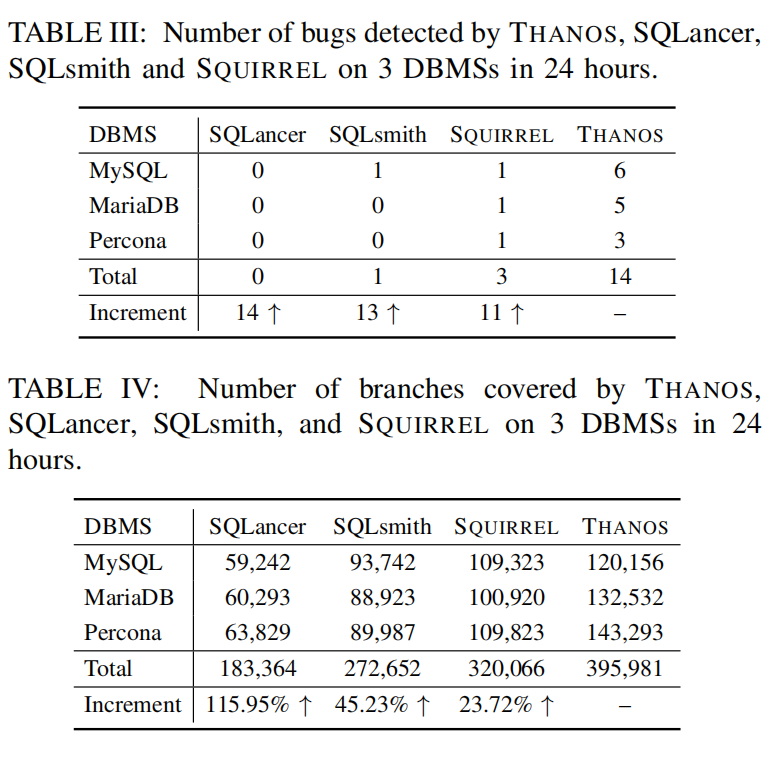 TABLE III: Number of bugs detected by THANOS, SQLancer,
SQLsmith and SQUIRREL on 3 DBMSs in 24 hours.
DBMS SQLancer SQLsmith SQUIRREL THANOS
MySQL 0 1 1 6
MariaDB 0 0 1 5
Percona 0 0 1 3
Total 0 1 3 14
Increment 14 ↑ 13 ↑ 11 ↑ –
TABLE IV: Number of branches covered by THANOS,
SQLancer, SQLsmith, and SQUIRREL on 3 DBMSs in 24
hours.
DBMS SQLancer SQLsmith SQUIRREL THANOS
MySQL 59,242 93,742 109,323 120,156
MariaDB 60,293 88,923 100,920 132,532
Percona 63,829 89,987 109,823 143,293
Total 183,364 272,652 320,066 395,981
Increment 115.95% ↑ 45.23% ↑ 23.72% ↑ –